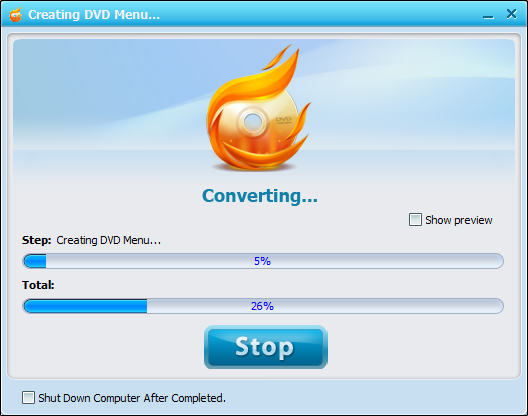 Creating DVD Menu...
DVD
Converting...
Show preview
Step: Creating DVD Menu...
5%
Total:
26%
Stop
Shut Down Computer After Completed.